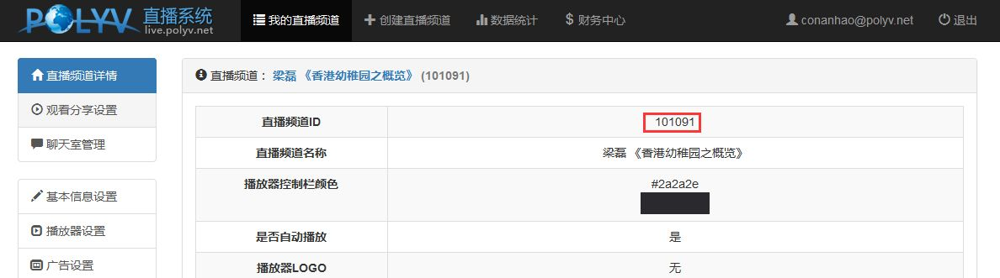 POLYV 直播系统
live.polyv.net
我的直播频道
创建直播频道
数据统计
$ 财务中心
conanhao@polyv.net
退出
直播频道详情
观看分享设置
聊天室管理
基本信息设置
播放器设置
广告设置
直播频道： 梁磊 《香港幼稚园之概览》 (101091)
直播频道ID 101091
直播频道名称 梁磊 《香港幼稚园之概览》
播放器控制栏颜色 #2a2a2e
是否自动播放 是
播放器LOGO 无